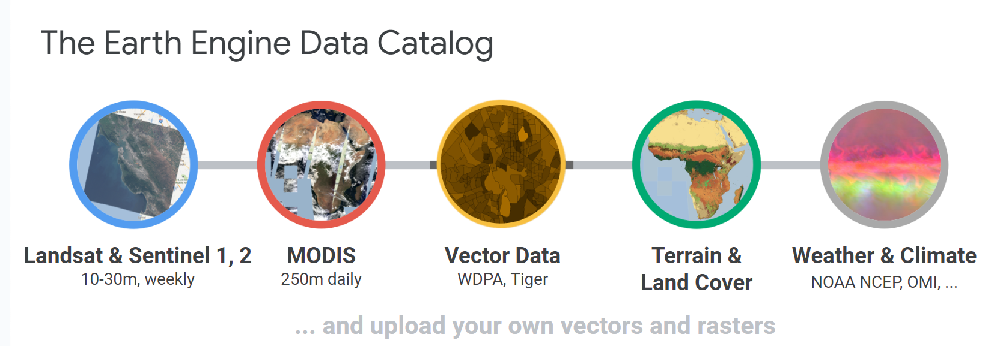 The Earth Engine Data Catalog
Landsat & Sentinel 1, 2
10-30m, weekly
MODIS
250m daily
Vector Data
WDPA, Tiger
Terrain &
Land Cover
Weather & Climate
NOAA NCEP, OMI, ...
... and upload your own vectors and rasters